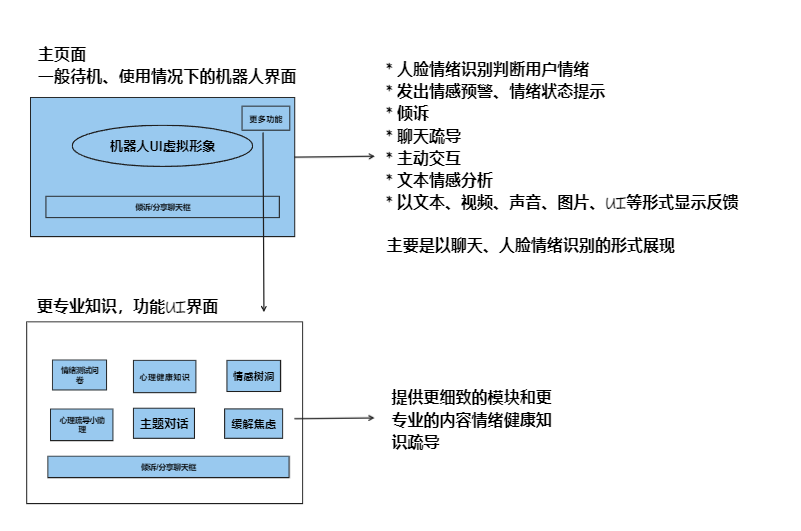 主页面
一般待机、使用情况下的机器人界面
更多功能
机器人UI虚拟形象
倾诉/分享聊天框
* 人脸情绪识别判断用户情绪
* 发出情感预警、情绪状态提示
* 倾诉
* 聊天疏导
* 主动交互
* 文本情感分析
* 以文本、视频、声音、图片、UI等形式显示反馈
主要是以聊天、人脸情绪识别的形式展现
更专业知识，功能UI界面
情绪测试问
卷
心理健康知识
情感树洞
心理疏导小助
理
主题对话
缓解焦虑
倾诉/分享聊天框
提供更细致的模块和更
专业的内容情绪健康知
识疏导